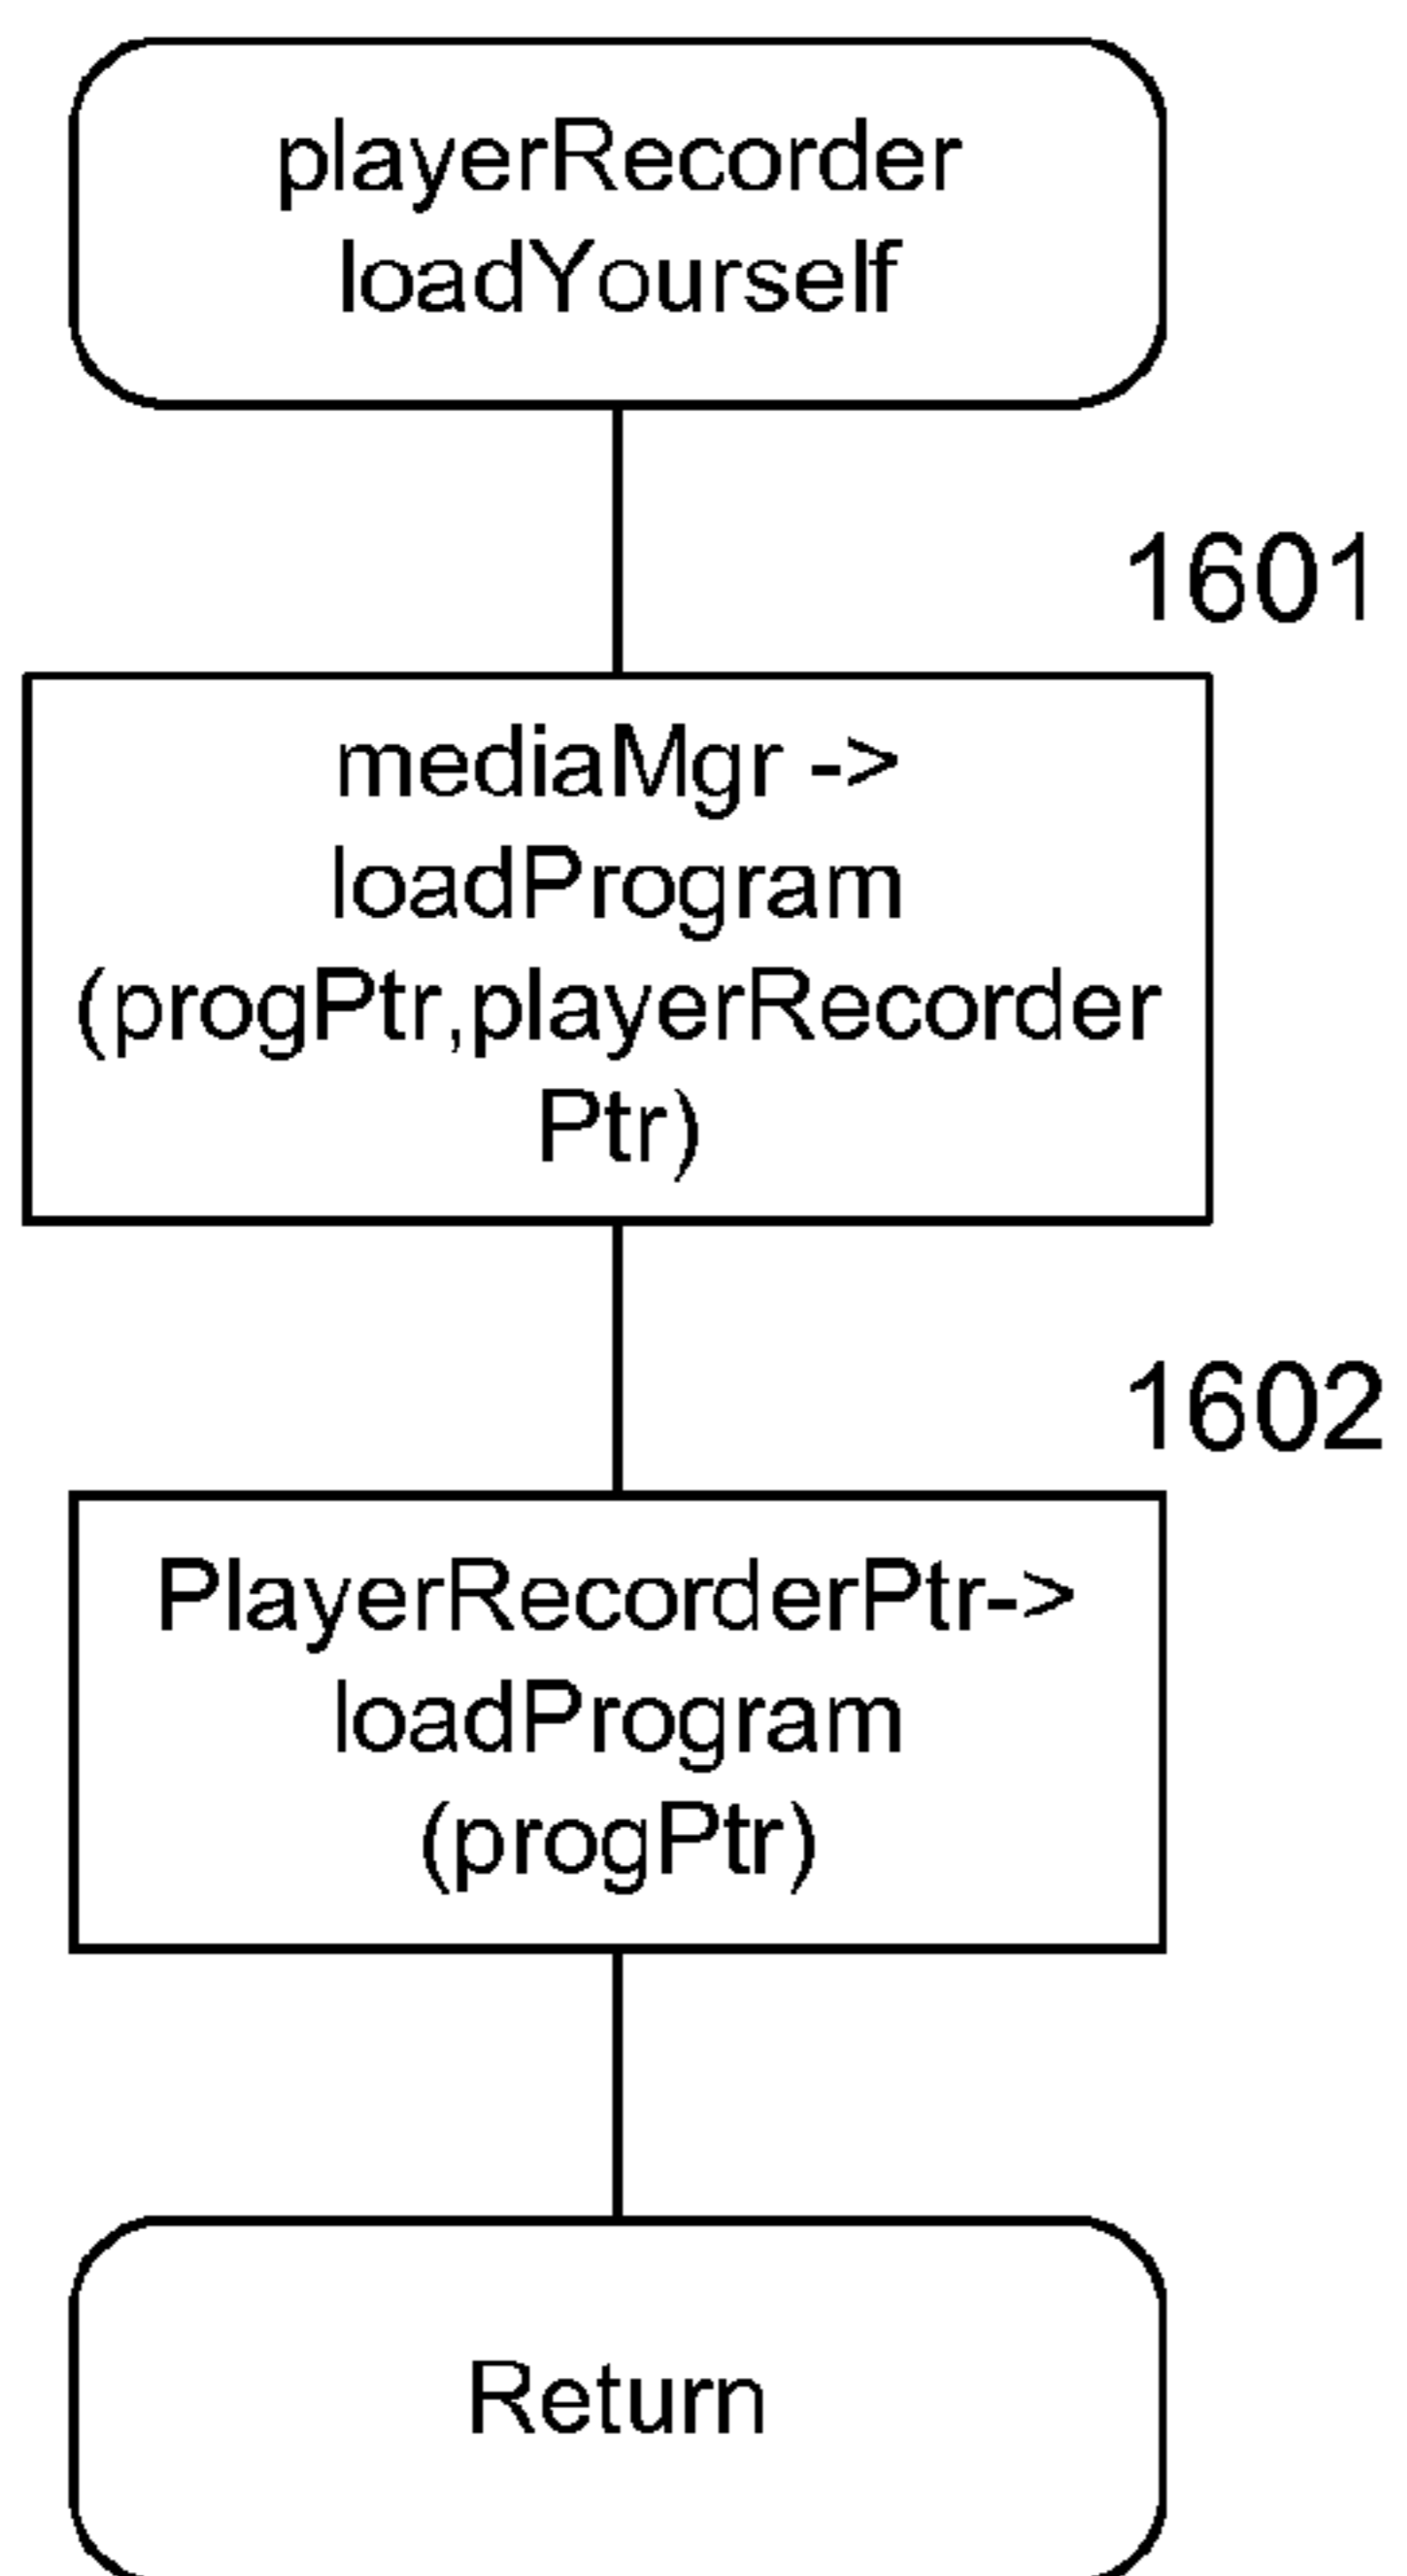 playerRecorder
loadYourself
1601
mediaMgr ->
loadProgram
(progPtr,playerRecorder
Ptr)
1602
PlayerRecorderPtr->
loadProgram
(progPtr)
Return